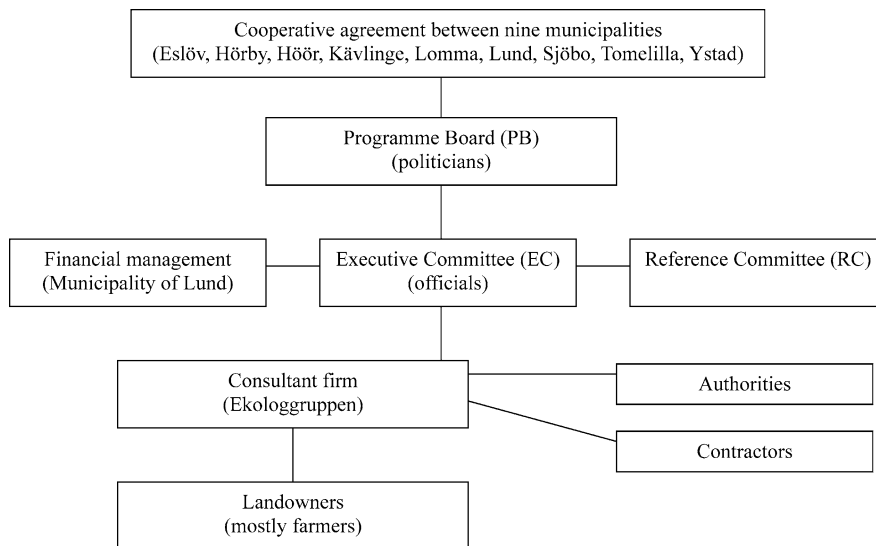 Cooperative agreement between nine municipalities
(Eslöv, Hörby, Höör, Kävlinge, Lomma, Lund, Sjöbo, Tomelilla, Ystad)
Programme Board (PB)
(politicians)
Financial management
(Municipality of Lund)
Executive Committee (EC)
(officials)
Reference Committee (RC)
Consultant firm
(Ekologgruppen)
Authorities
Contractors
Landowners
(mostly farmers)